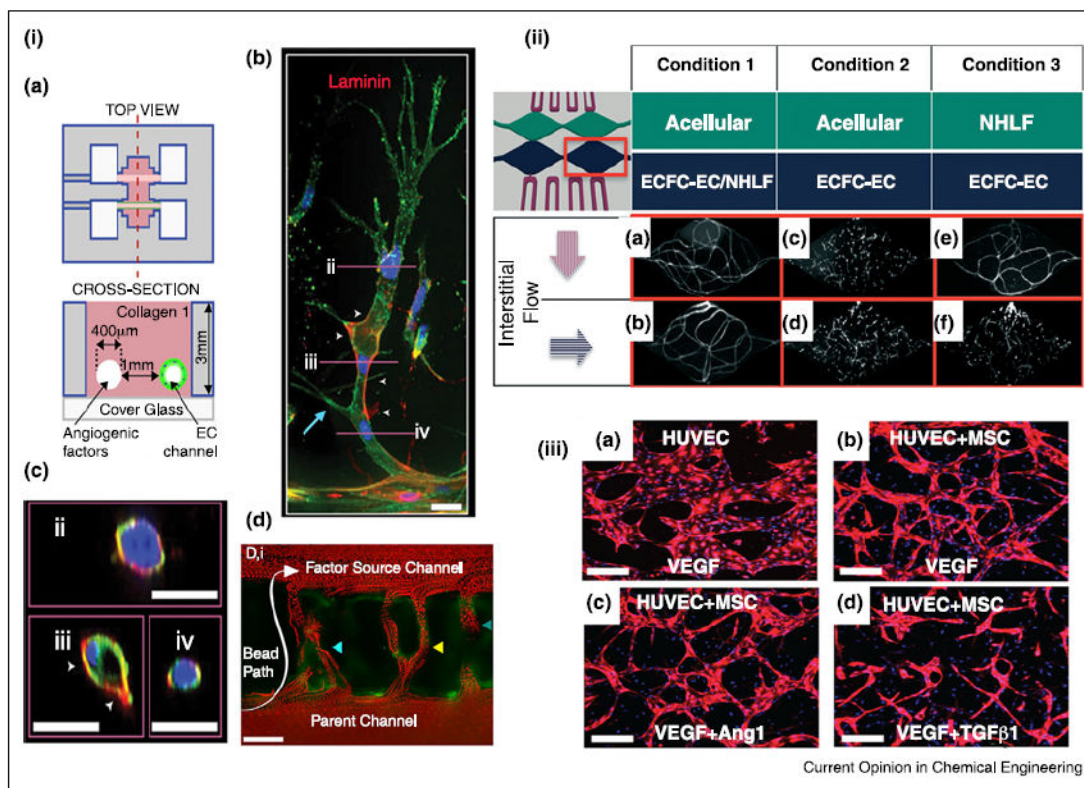 (i)
(a)
TOP VIEW
CROSS-SECTION
Collagen 1
400μm
1mm
3mm
Cover Glass
Angiogenic
factors
EC
channel
(b)
Laminin
ii
iii
iv
(c)
ii
iii
iv
(d)
D,i
Factor Source Channel
Bead
Path
Parent Channel
(ii)
Condition 1
Condition 2
Condition 3
Acellular
Acellular
NHLF
ECFC-EC/NHLF
ECFC-EC
ECFC-EC
Interstitial
Flow
(a)
(c)
(e)
(b)
(d)
(f)
(iii)
(a)
HUVEC
VEGF
(b)
HUVEC+MSC
VEGF
(c)
HUVEC+MSC
VEGF+Ang1
(d)
HUVEC+MSC
VEGF+TGFβ1
Current Opinion in Chemical Engineering